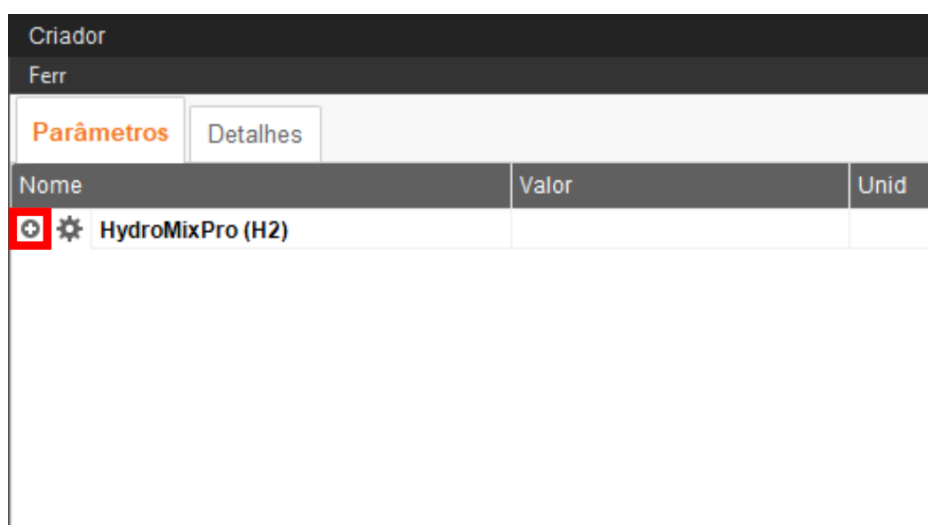 Criador
Ferr
Parâmetros Detalhes
Nome Valor Unid
HydroMixPro (H2)